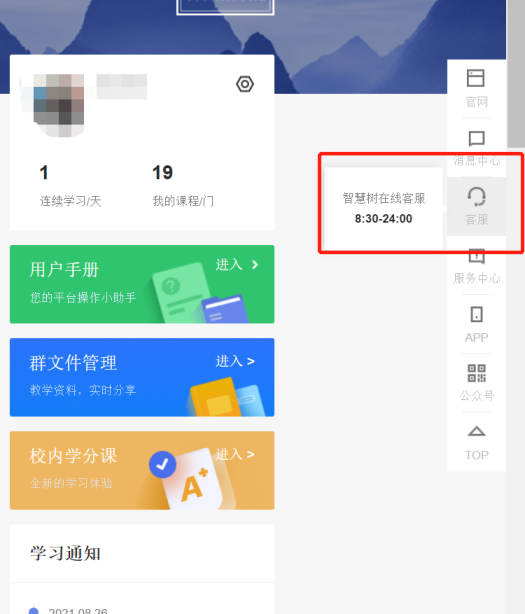 1
19
连续学习/天
我的课程/门
用户手册
进入 >
您的平台操作小助手
群文件管理
进入 >
教学资料，实时分享
校内学分课
进入 >
全新的学习体验
学习通知
2021.08.26
官网
消息中心
智慧树在线客服
8:30-24:00
客服
服务中心
APP
公众号
TOP